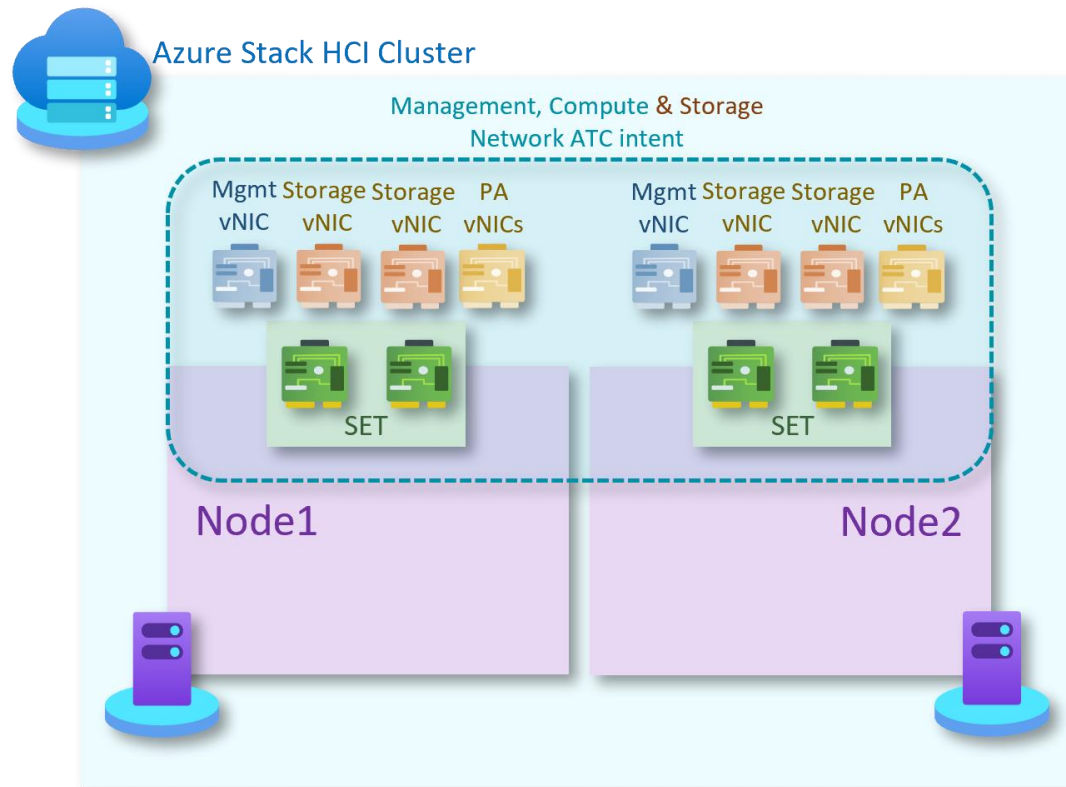 Azure Stack HCI Cluster
Management, Compute & Storage
Network ATC intent
Mgmt Storage Storage PA
vNIC vNIC vNIC vNICs
Mgmt Storage Storage PA
vNIC vNIC vNIC vNICs
SET
SET
Node1
Node2